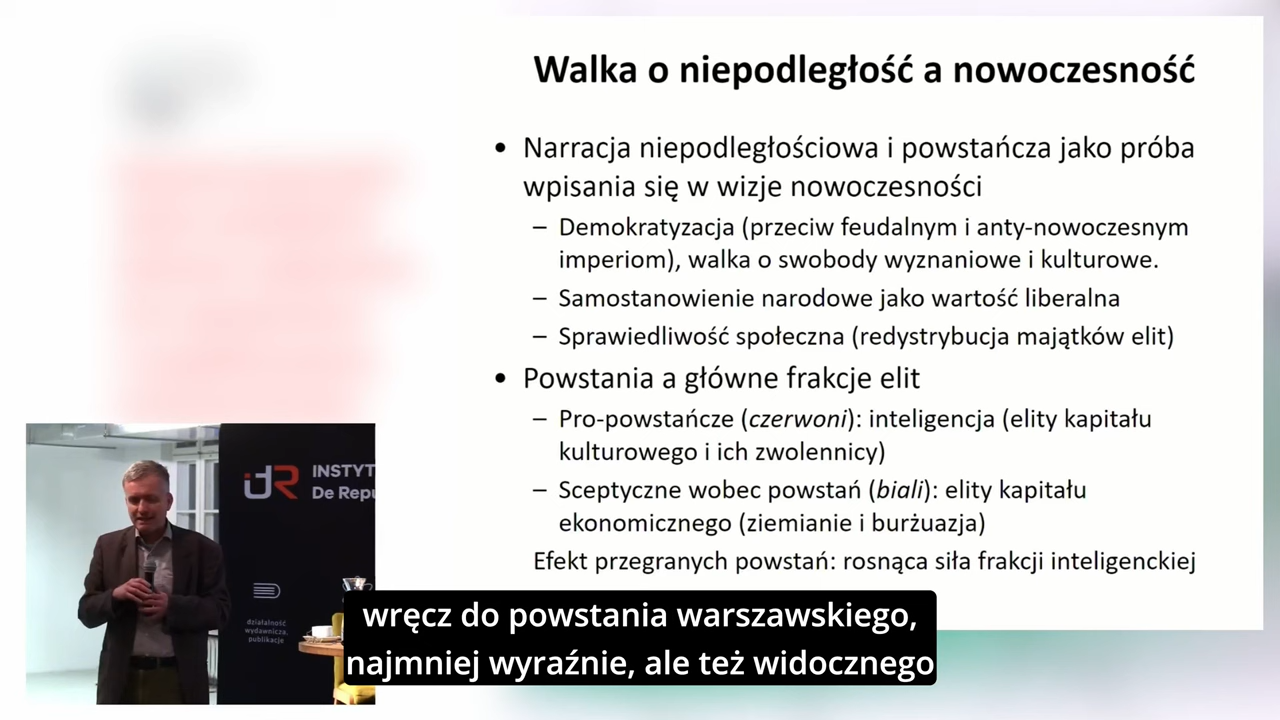 Walka o niepodległość a nowoczesność
• Narracja niepodległościowa i powstańcza jako próba
wpisania się w wizje nowoczesności
– Demokratyzacja (przeciw feudalnym i anty-nowoczesnym
imperiom), walka o swobody wyznaniowe i kulturowe.
– Samostanowienie narodowe jako wartość liberalna
– Sprawiedliwość społeczna (redystrybucja majątków elit)
• Powstania a główne frakcje elit
– Pro-powstańcze (czerwoni): inteligencja (elity kapitału
kulturowego i ich zwolennicy)
– Sceptyczne wobec powstań (biali): elity kapitału
ekonomicznego (ziemianie i burżuazja)
Efekt przegranych powstań: rosnąca siła frakcji inteligenckiej
idR
INSTYT
De Repu
działalność
wydawnicza,
publikacje
wręcz do powstania warszawskiego,
najmniej wyraźnie, ale też widocznego